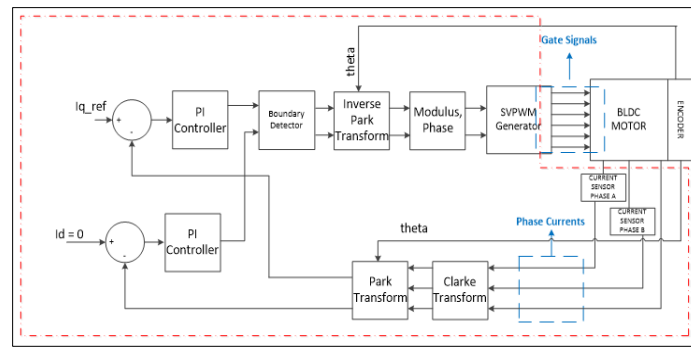 Gate Signals
theta
Iq_ref
+
-
PI
Controller
Boundary
Detector
Inverse
Park
Transform
Modulus,
Phase
SVPWM
Generator
BLDC
MOTOR
ENCODER
CURRENT
SENSOR
PHASE A
CURRENT
SENSOR
PHASE B
Phase Currents
theta
Id = 0
+
-
PI
Controller
Park
Transform
Clarke
Transform